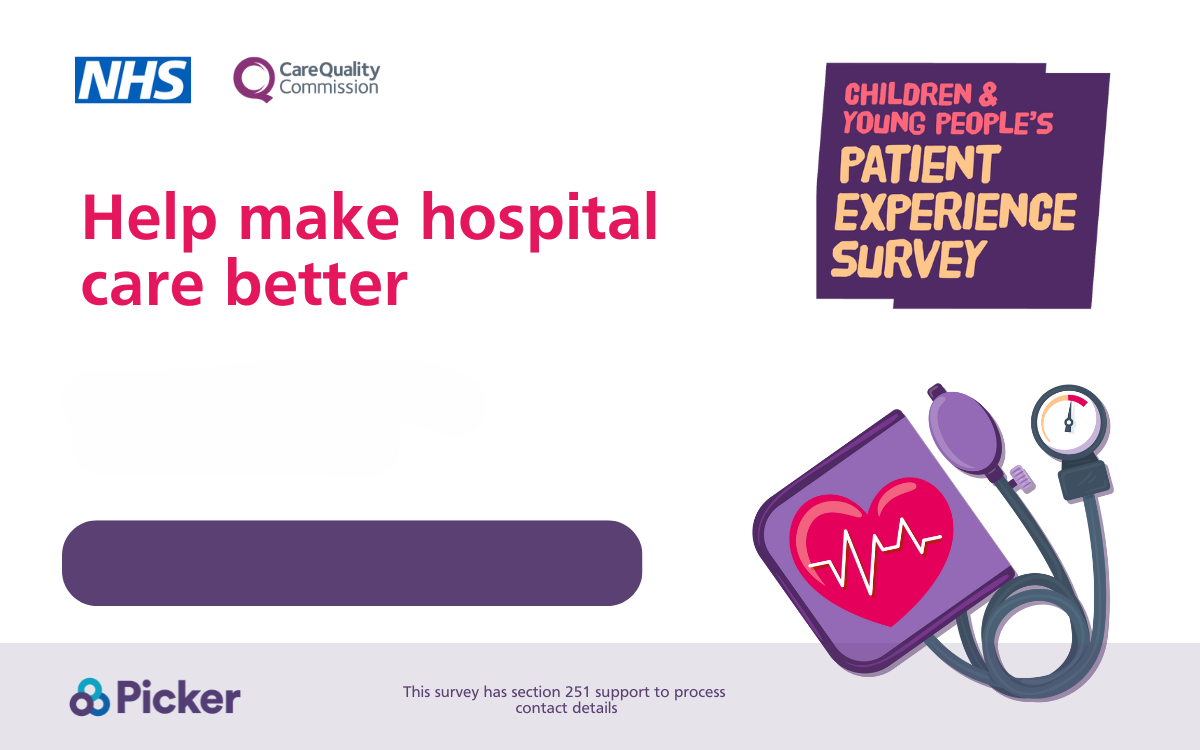 NHS
CareQuality
Commission
CHILDREN &
YOUNG PEOPLE'S
PATIENT
EXPERIENCE
SURVEY
Help make hospital
care better
Picker
This survey has section 251 support to process
contact details